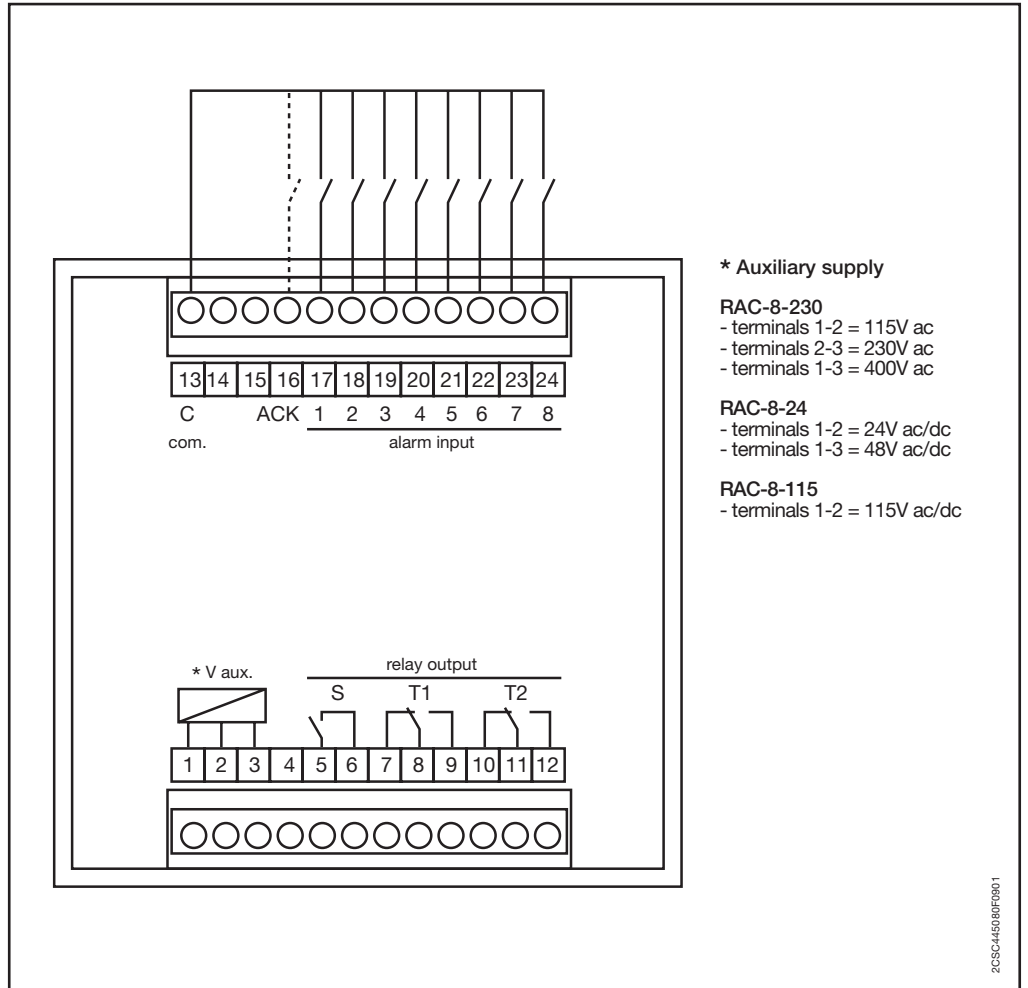 13 14 15 16 17 18 19 20 21 22 23 24
C ACK 1 2 3 4 5 6 7 8
com. alarm input
* V aux.
relay output
S T1 T2
1 2 3 4 5 6 7 8 9 10 11 12
* Auxiliary supply
RAC-8-230
- terminals 1-2 = 115V ac
- terminals 2-3 = 230V ac
- terminals 1-3 = 400V ac
RAC-8-24
- terminals 1-2 = 24V ac/dc
- terminals 1-3 = 48V ac/dc
RAC-8-115
- terminals 1-2 = 115V ac/dc
2CSC445080F0901